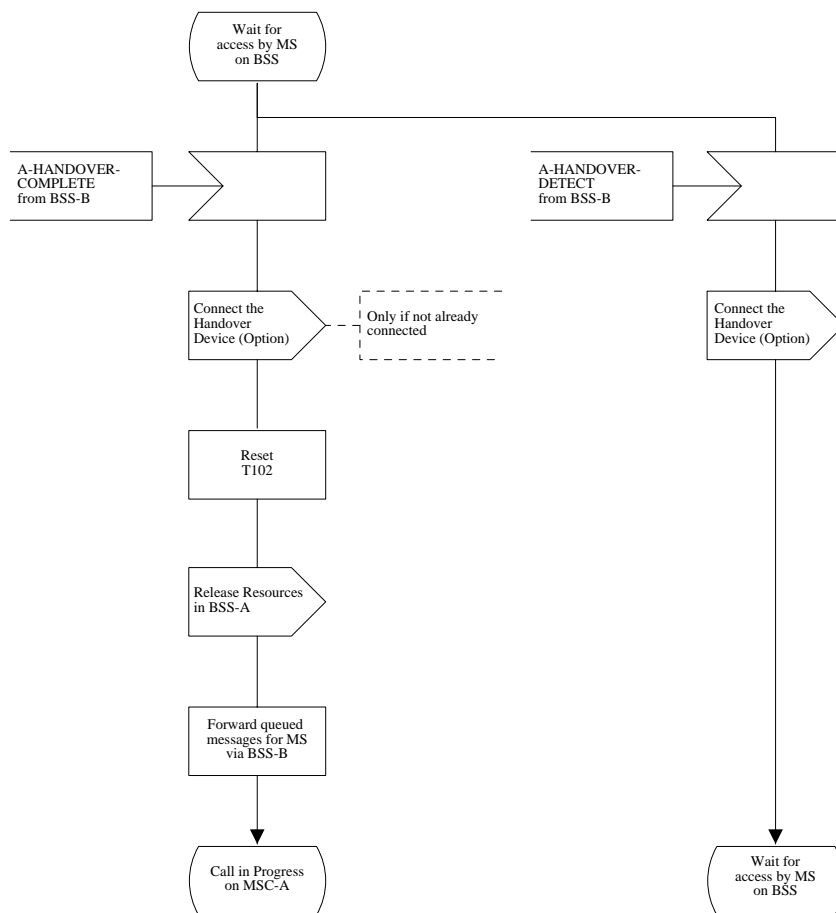 Wait for
access by MS
on BSS
A-HANDOVER-
COMPLETE
from BSS-B
A-HANDOVER-
DETECT
from BSS-B
Connect the
Handover
Device (Option)
Only if not already
connected
Connect the
Handover
Device (Option)
Reset
T102
Release Resources
in BSS-A
Forward queued
messages for MS
via BSS-B
Call in Progress
on MSC-A
Wait for
access by MS
on BSS